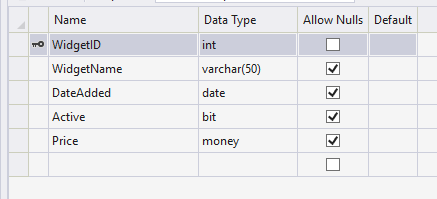 Name Data Type Allow Nulls Default
WidgetID int
WidgetName varchar(50)
DateAdded date
Active bit
Price money